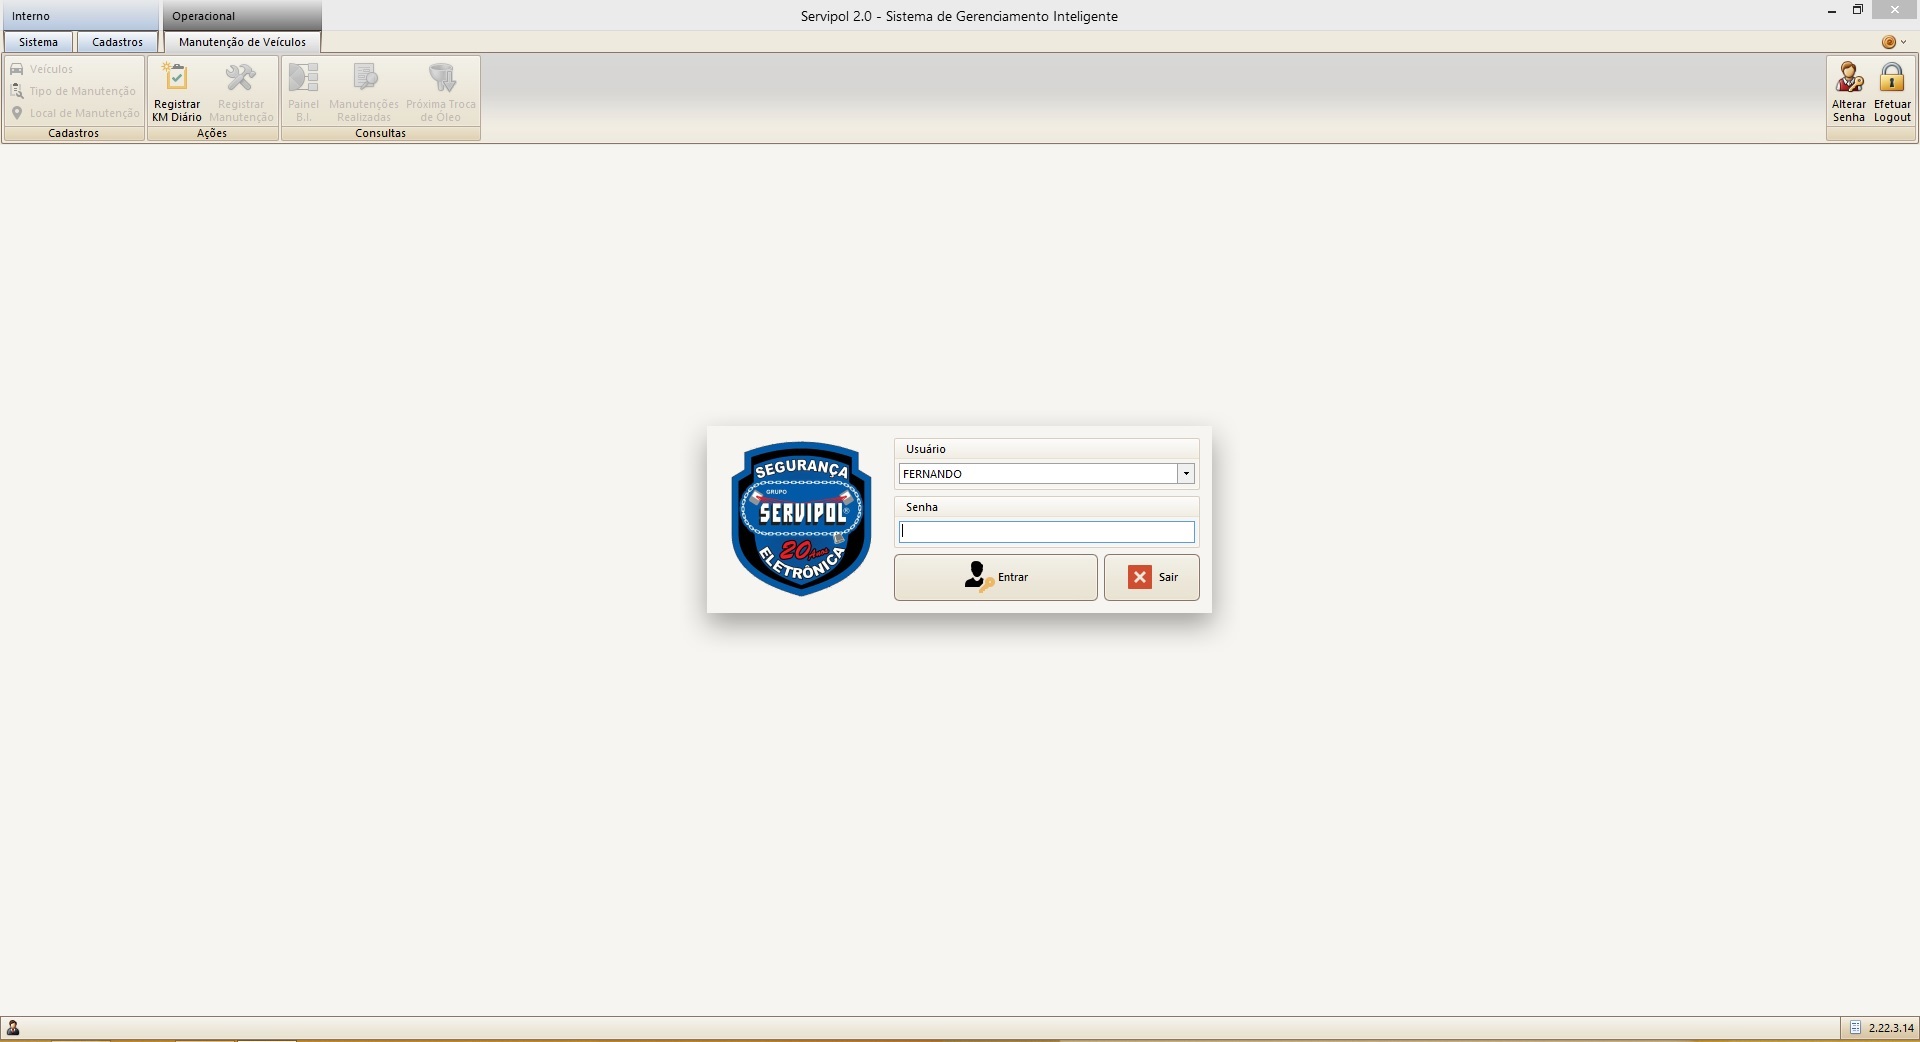 Interno
Operacional
Servipol 2.0 - Sistema de Gerenciamento Inteligente
Sistema
Cadastros
Manutenção de Veículos
Veículos
Tipo de Manutenção
Local de Manutenção
Cadastros
Registrar
KM Diário
Registrar
Manutenção
Ações
Painel
B.I.
Manutenções
Realizadas
Próxima Troca
de Óleo
Consultas
Alterar
Senha
Efetuar
Logout
SEGURANÇA
GRUPO
SERVIPOL®
20 Anos
ELETRÔNICA
Usuário
FERNANDO
Senha
Entrar
Sair
2.22.3.14